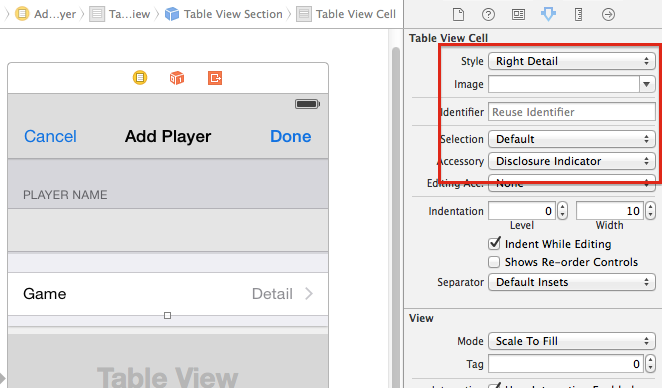 Ad...yer > Ta...iew > Table View Section > Table View Cell
Table View Cell
Style Right Detail
Image
Identifier Reuse Identifier
Selection Default
Accessory Disclosure Indicator
Editing Acc. None
Indentation 0 10
Level Width
Indent While Editing
Shows Re-order Controls
Separator Default Insets
View
Mode Scale To Fill
Tag 0
Cancel Add Player Done
PLAYER NAME
Game Detail >
Table View